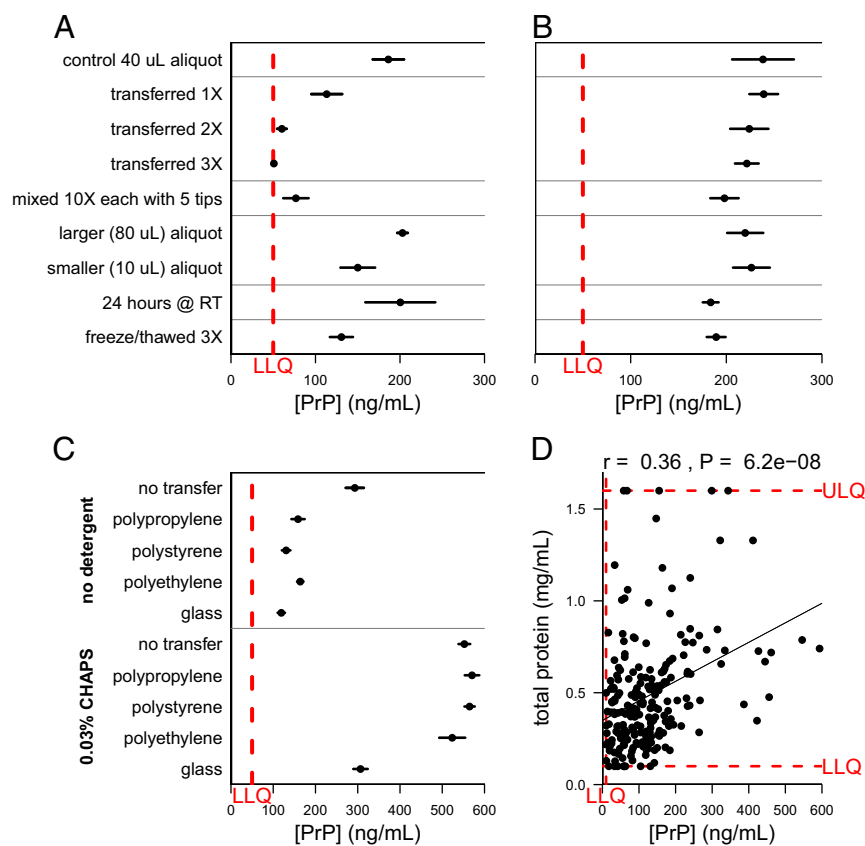 A
control 40 uL aliquot
transferred 1X
transferred 2X
transferred 3X
mixed 10X each with 5 tips
larger (80 uL) aliquot
smaller (10 uL) aliquot
24 hours @ RT
freeze/thawed 3X
LLQ
0 100 200 300
[PrP] (ng/mL)
B
LLQ
0 100 200 300
[PrP] (ng/mL)
C
no detergent
no transfer
polypropylene
polystyrene
polyethylene
glass
0.03% CHAPS
no transfer
polypropylene
polystyrene
polyethylene
glass
LLQ
0 100 200 300 400 500 600
[PrP] (ng/mL)
D
r = 0.36 , P = 6.2e−08
ULQ
total protein (mg/mL)
1.5
1.0
0.5
0.0
LLQ
LLQ
0 100 200 300 400 500 600
[PrP] (ng/mL)